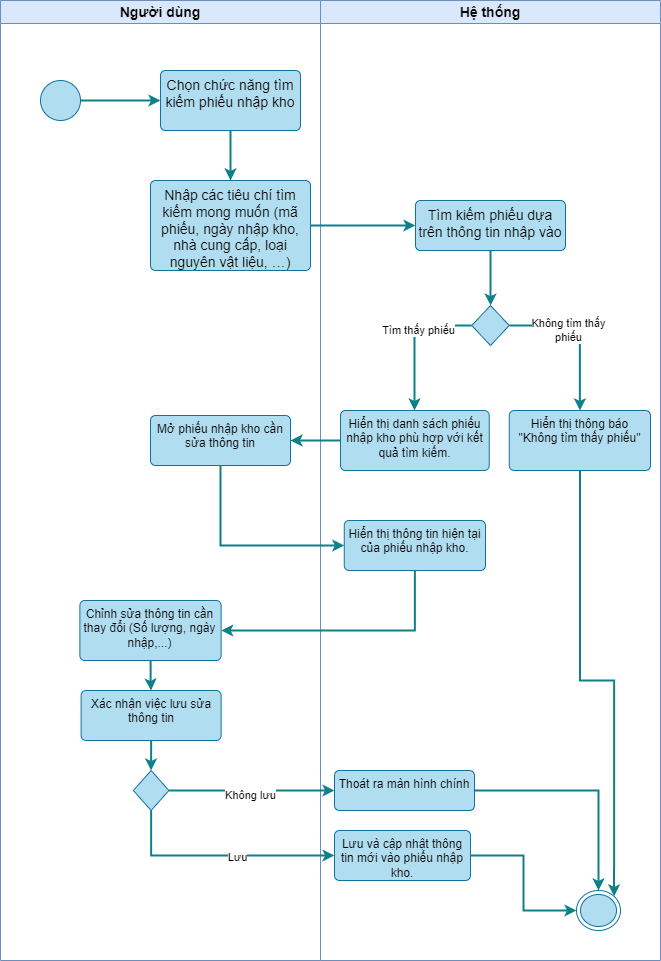 Người dùng
Hệ thống
Chọn chức năng tìm
kiếm phiếu nhập kho
Nhập các tiêu chí tìm
kiếm mong muốn (mã
phiếu, ngày nhập kho,
nhà cung cấp, loại
nguyên vật liệu, …)
Tìm kiếm phiếu dựa
trên thông tin nhập vào
Tìm thấy phiếu
Không tìm thấy
phiếu
Mở phiếu nhập kho cần
sửa thông tin
Hiển thị danh sách phiếu
nhập kho phù hợp với kết
quả tìm kiếm.
Hiển thị thông báo
"Không tìm thấy phiếu"
Hiển thị thông tin hiện tại
của phiếu nhập kho.
Chỉnh sửa thông tin cần
thay đổi (Số lượng, ngày
nhập,...)
Xác nhận việc lưu sửa
thông tin
Không lưu
Thoát ra màn hình chính
Lưu
Lưu và cập nhật thông
tin mới vào phiếu nhập
kho.